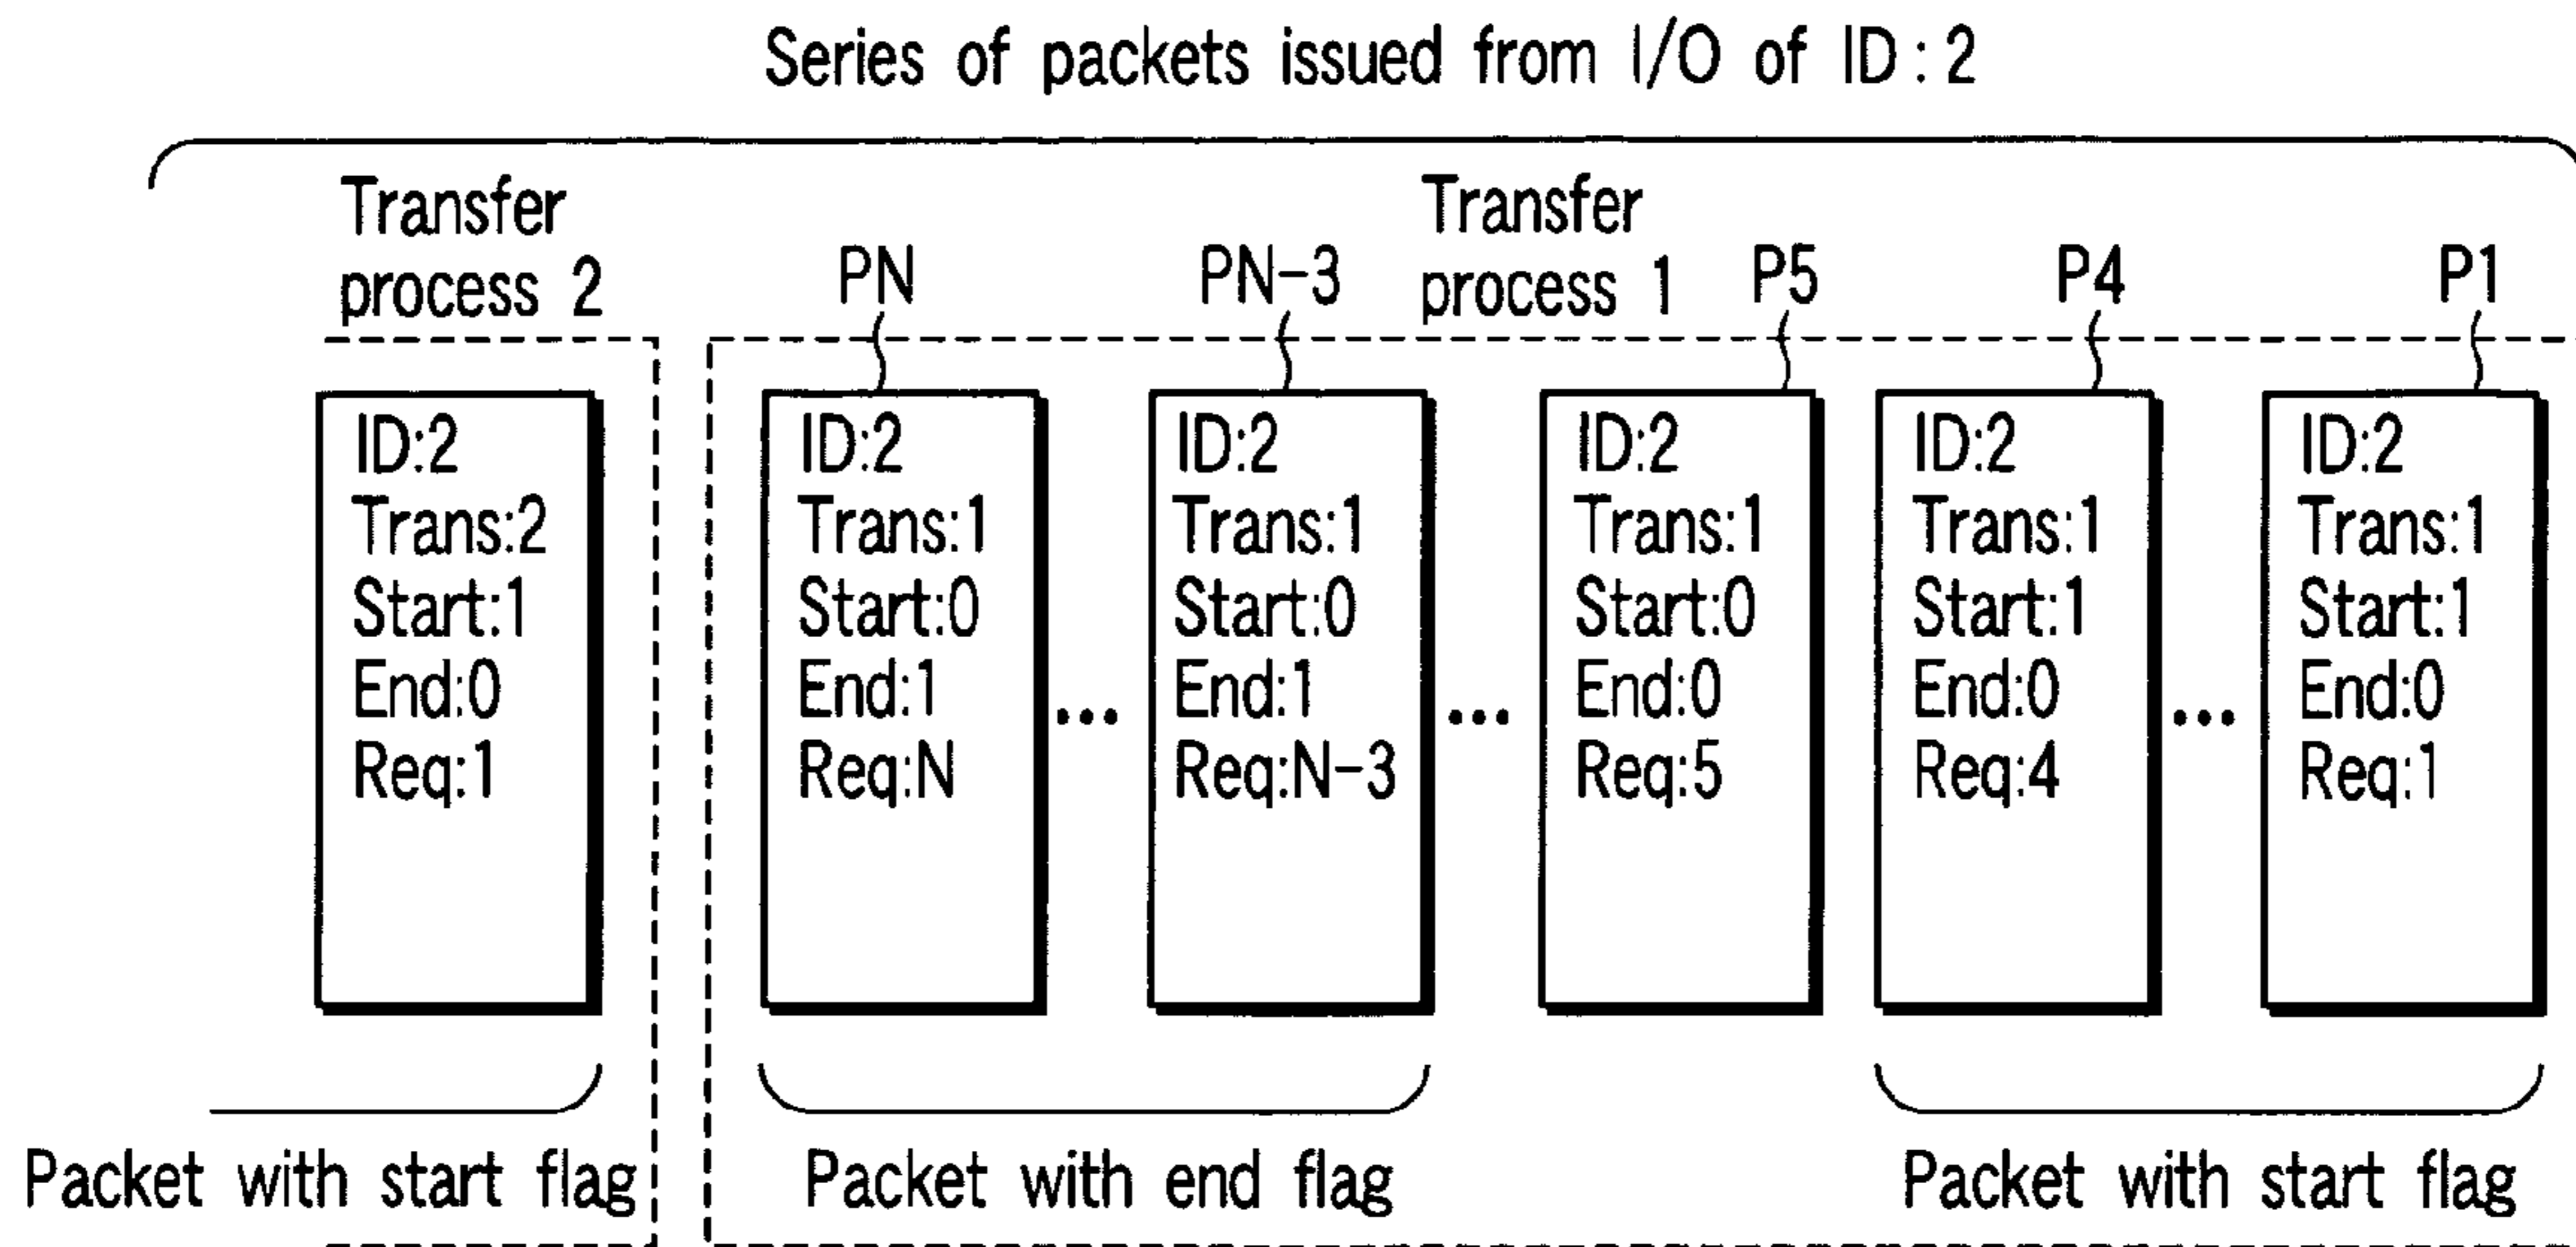 Series of packets issued from I/O of ID : 2
Transfer
process 2
PN
PN-3
Transfer
process 1
P5
P4
P1
ID:2
Trans:2
Start:1
End:0
Req:1
ID:2
Trans:1
Start:0
End:1
Req:N
...
ID:2
Trans:1
Start:0
End:1
Req:N-3
...
ID:2
Trans:1
Start:0
End:0
Req:5
ID:2
Trans:1
Start:1
End:0
Req:4
...
ID:2
Trans:1
Start:1
End:0
Req:1
Packet with start flag
Packet with end flag
Packet with start flag